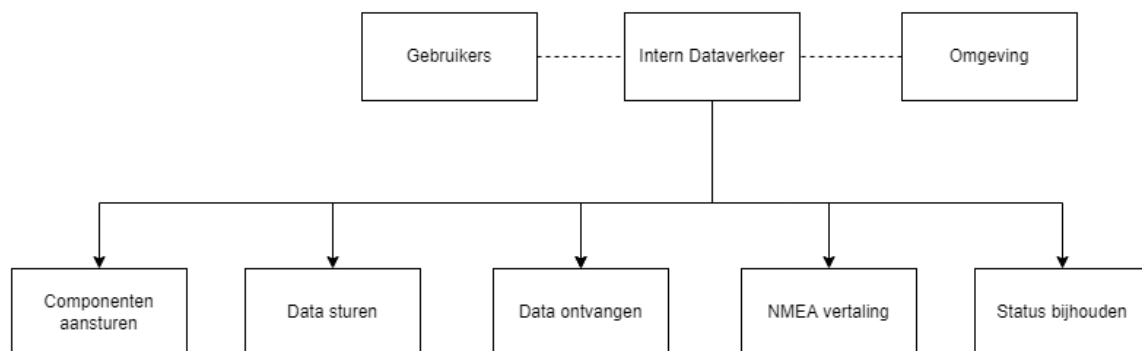 Gebruikers
Intern Dataverkeer
Omgeving
Componenten
aansturen
Data sturen
Data ontvangen
NMEA vertaling
Status bijhouden